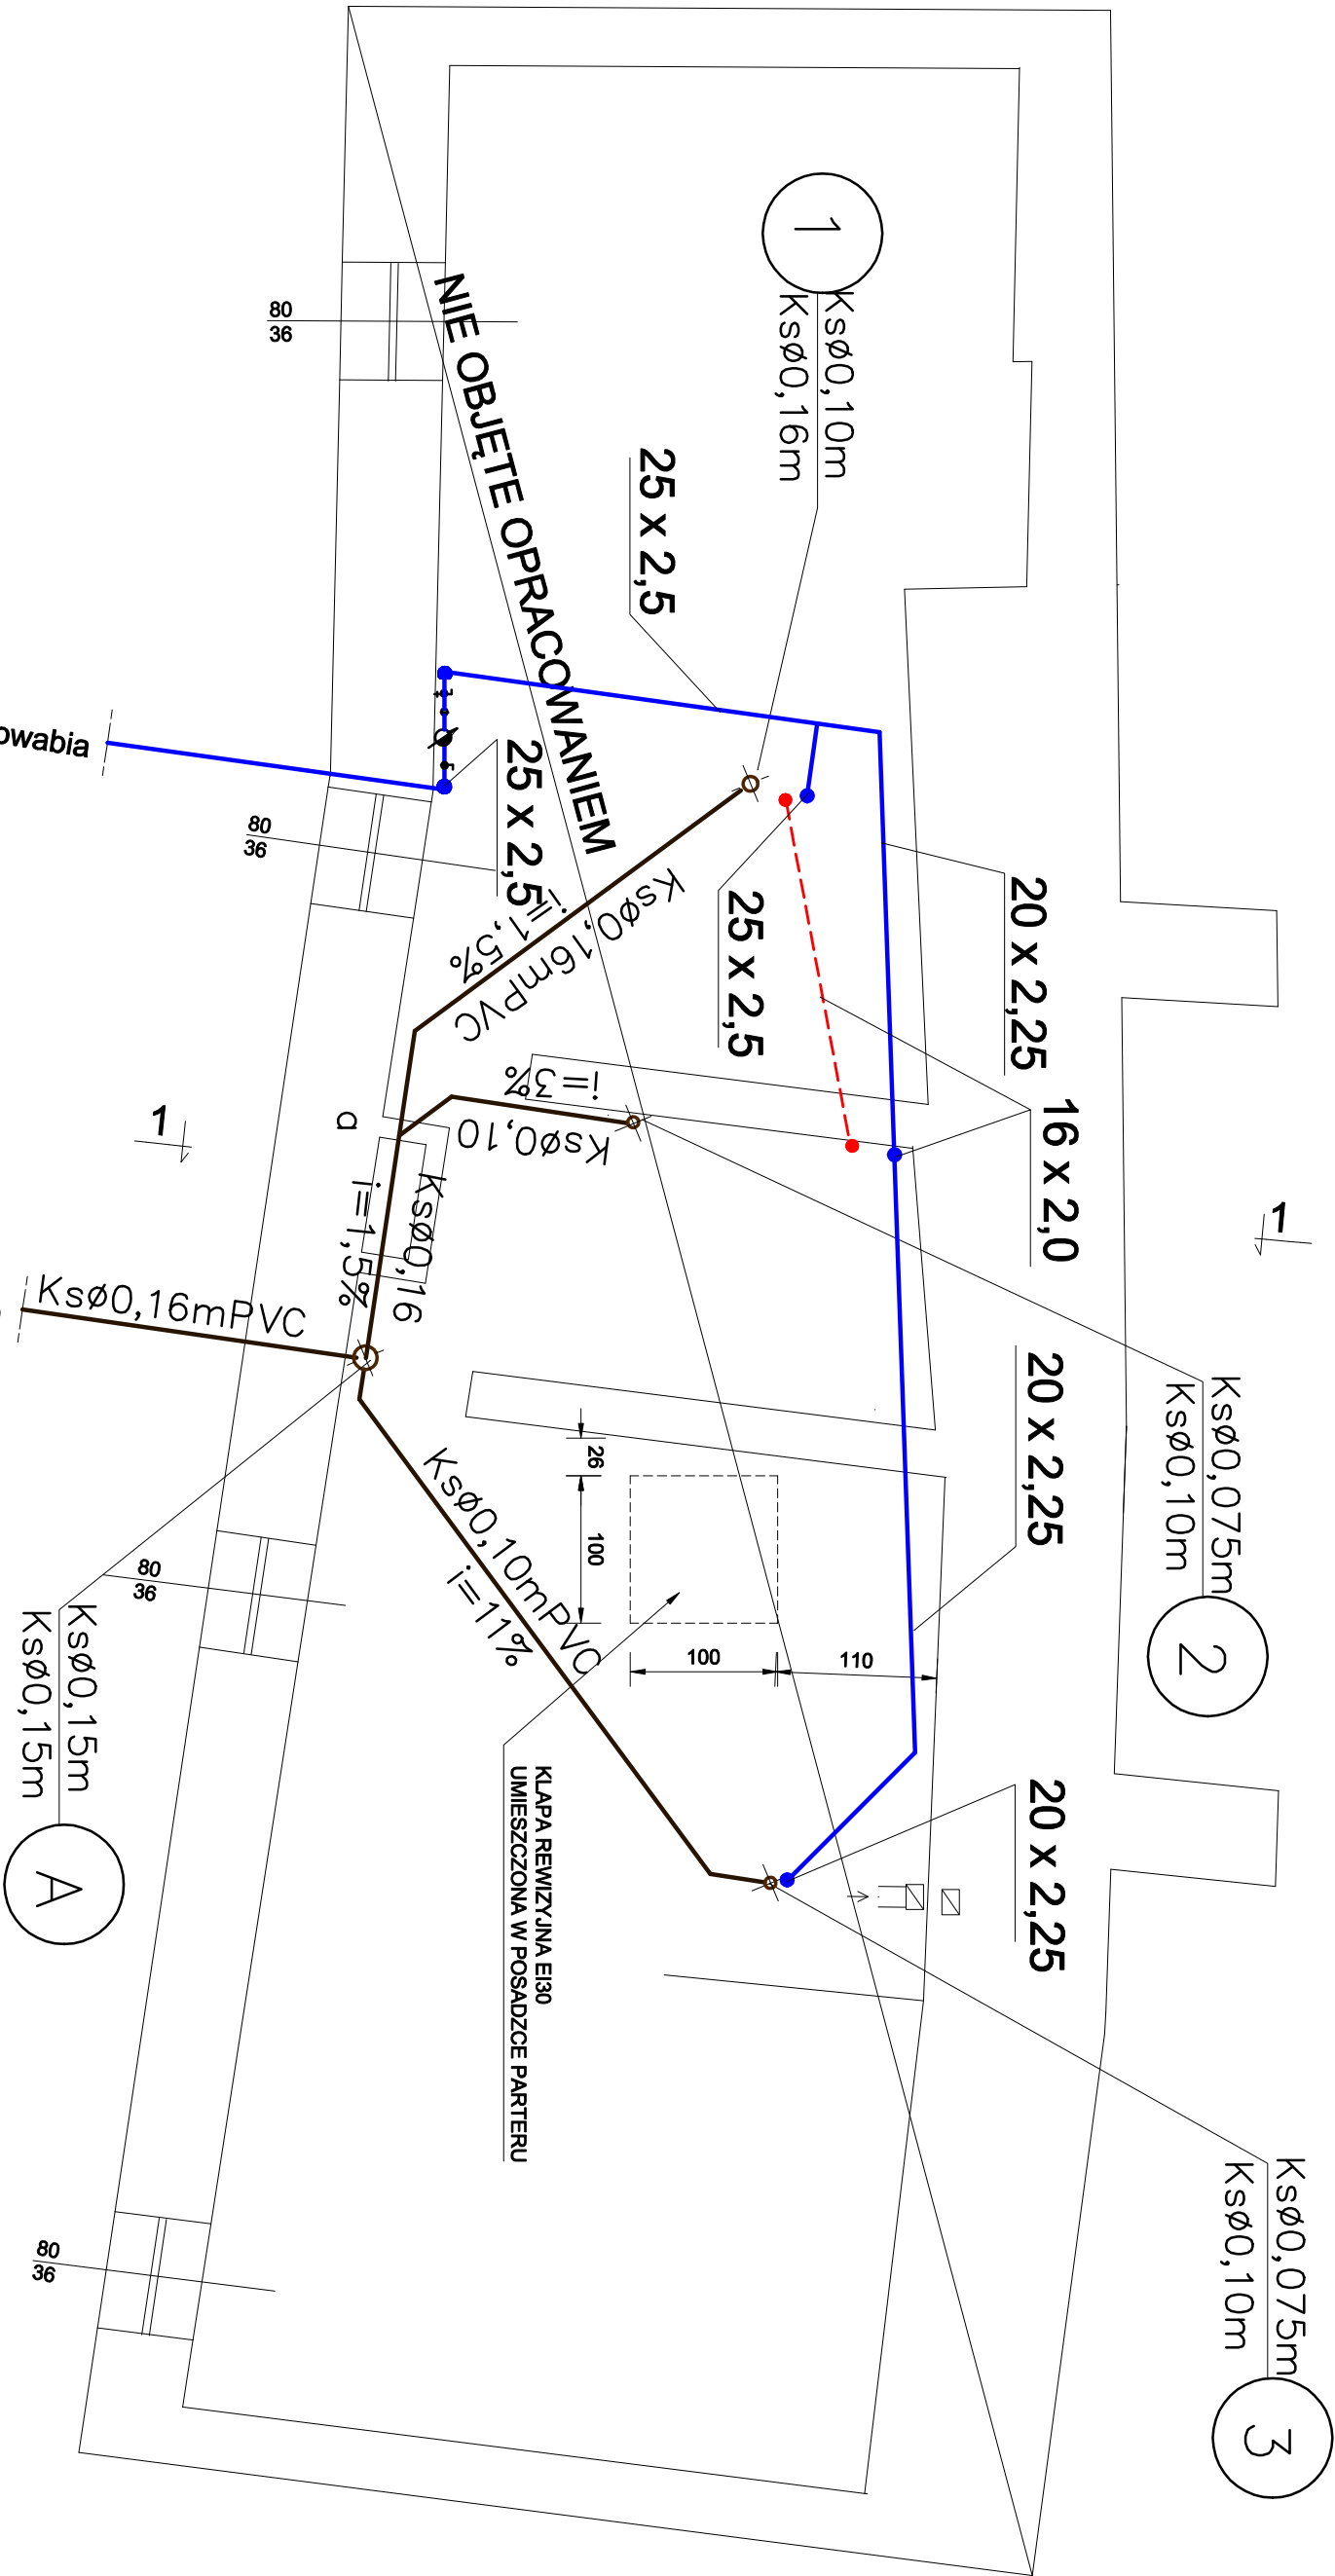 1
Ksø0,10m
Ksø0,16m
80
36
NIE OBJĘTE OPRACOWANIEM
25 x 2,5
25 x 2,5
80
36
Ksø0,16mPVC
i=1,5%
25 x 2,5
20 x 2,25
16 x 2,0
i=3%
Ksø0,10
a
1
1
Ksø0,16
i=1,5%
Ksø0,16mPVC
20 x 2,25
Ksø0,075m
Ksø0,10m
2
26
100
100
110
Ksø0,10mPVC
i=11%
80
36
Ksø0,15m
Ksø0,15m
A
KLAPA REWIZYJNA EI30
UMIESZCZONA W POSADZCE PARTERU
20 x 2,25
Ksø0,075m
Ksø0,10m
3
80
36